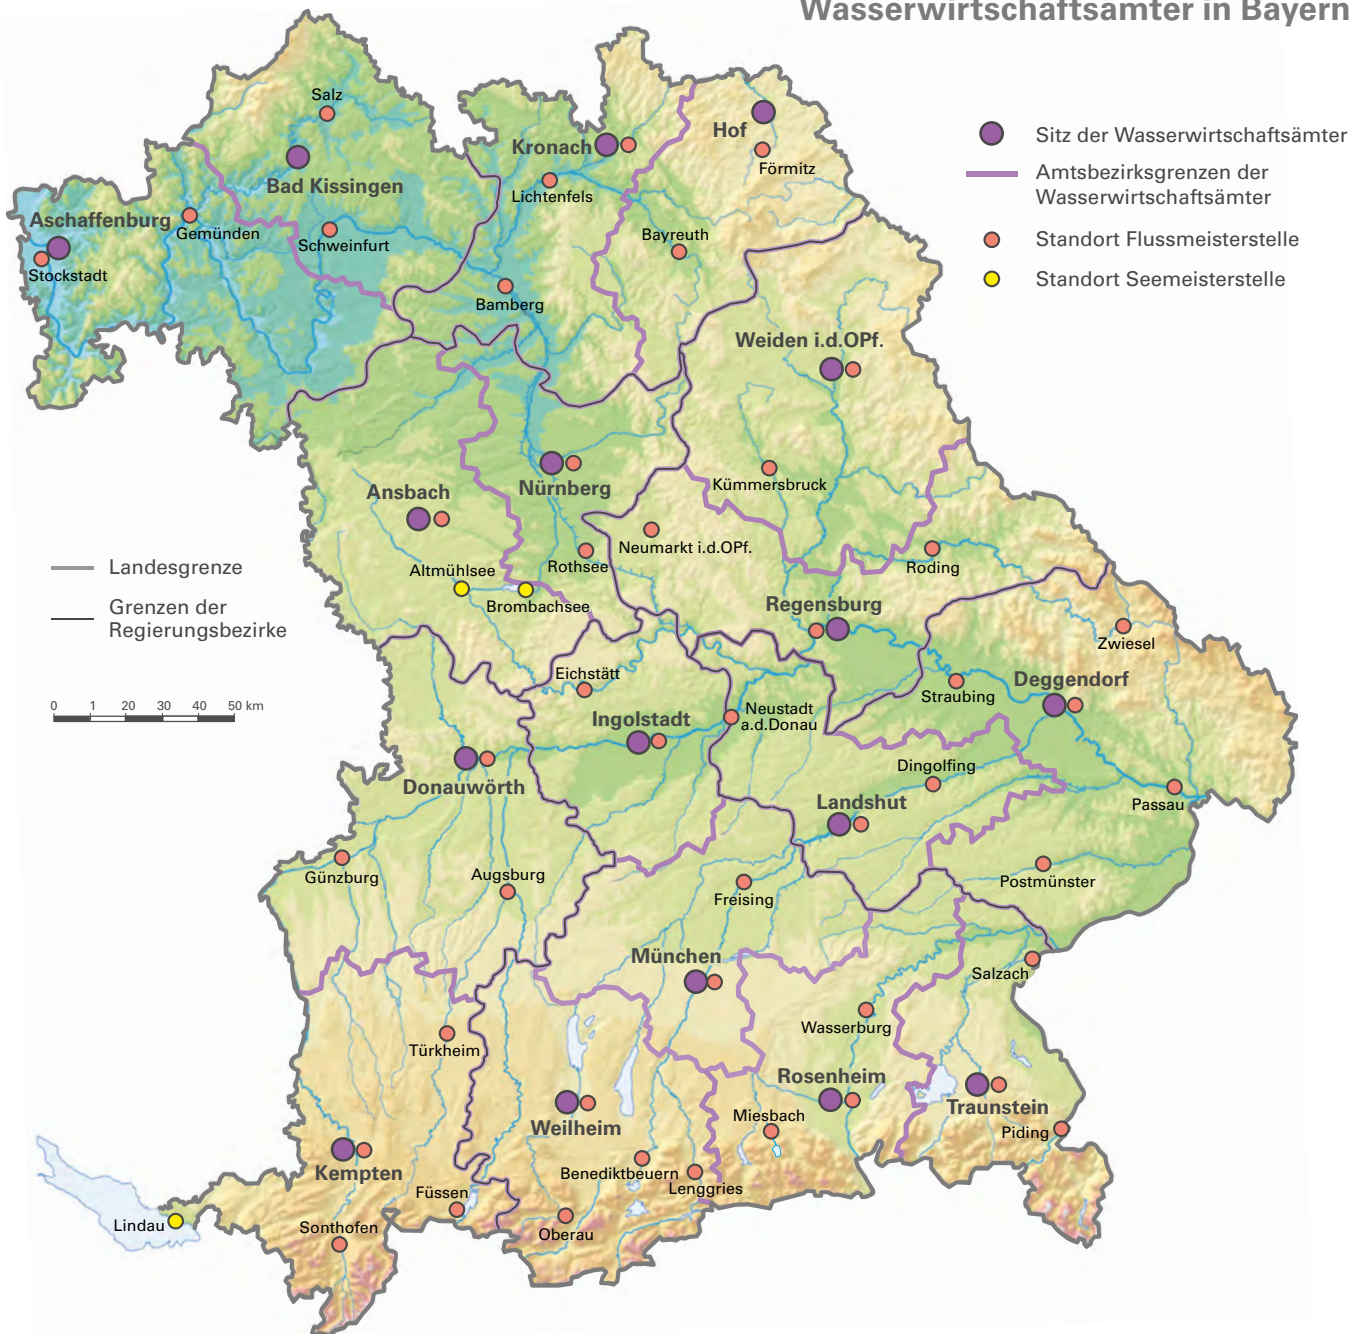 Wasserwirtschaftsämter in Bayern
Sitz der Wasserwirtschaftsämter
Amtsbezirksgrenzen der
Wasserwirtschaftsämter
Standort Flussmeisterstelle
Standort Seemeisterstelle
Salz
Hof
Kronach
Förmitz
Bad Kissingen
Lichtenfels
Aschaffenburg
Gemünden
Schweinfurt
Bayreuth
Stockstadt
Bamberg
Weiden i.d.OPf.
Kümmersbruck
Ansbach
Nürnberg
Neumarkt i.d.OPf.
Landesgrenze
Altmühlsee
Rothsee
Roding
Brombachsee
Grenzen der
Regierungsbezirke
Regensburg
Zwiesel
Eichstätt
Straubing
Deggendorf
0 1 20 30 40 50 km
Ingolstadt
Neustadt
a.d.Donau
Dingolfing
Donauwörth
Landshut
Passau
Günzburg
Augsburg
Freising
Postmünster
München
Salzach
Wasserburg
Türkheim
Rosenheim
Traunstein
Weilheim
Miesbach
Piding
Kempten
Benediktbeuern
Lenggries
Füssen
Lindau
Sonthofen
Oberau